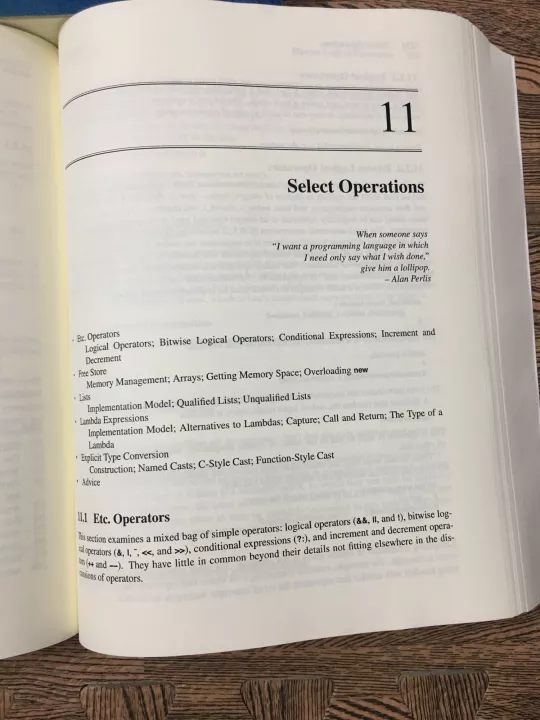 11
Select Operations
When someone says
“I want a programming language in which
I need only say what I wish done,”
give him a lollipop.
– Alan Perlis
• Etc. Operators
Logical Operators; Bitwise Logical Operators; Conditional Expressions; Increment and
Decrement
• Free Store
Memory Management; Arrays; Getting Memory Space; Overloading new
• Lists
Implementation Model; Qualified Lists; Unqualified Lists
• Lambda Expressions
Implementation Model; Alternatives to Lambdas; Capture; Call and Return; The Type of a
Lambda
• Explicit Type Conversion
Construction; Named Casts; C-Style Cast; Function-Style Cast
• Advice
11.1 Etc. Operators
This section examines a mixed bag of simple operators: logical operators (&&, ||, and !), bitwise log-
ical operators (&, |, ~, <<, and >>), conditional expressions (?:), and increment and decrement opera-
(++ and --). They have little in common beyond their details not fitting elsewhere in the dis-
of operators.